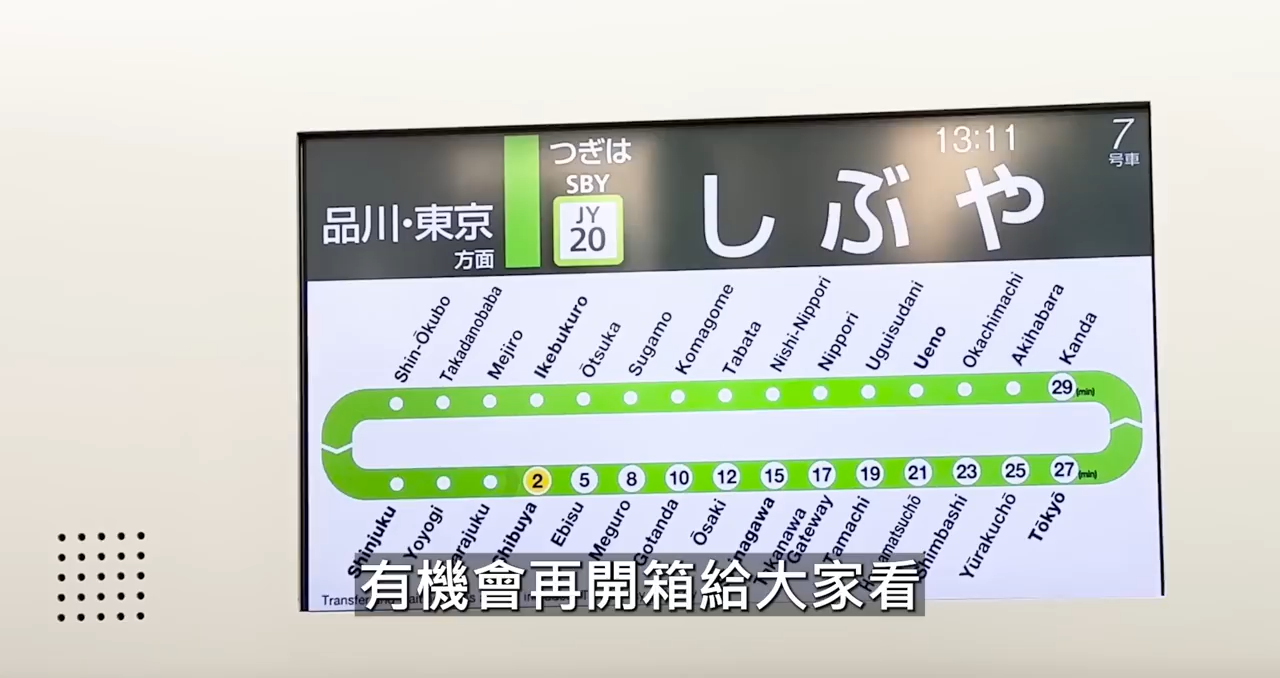 13:11
7
号車
つぎは
SBY
JY
20
しぶや
品川・東京
方面
Shin-Ōkubo
Takadanobaba
Mejiro
Ikebukuro
Ōtsuka
Sugamo
Komagome
Tabata
Nishi-Nippori
Nippori
Uguisudani
Ueno
Okachimachi
Akihabara
Kanda
29 (min)
2 5 8 10 12 15 17 19 21 23 25 27 (min)
Shinjuku
Yoyogi
Shibuya
Ebisu
Meguro
Gotanda
Ōsaki
Gateway
Tamachi
Shimbashi
Yūrakuchō
Tōkyō
有機會再開箱給大家看